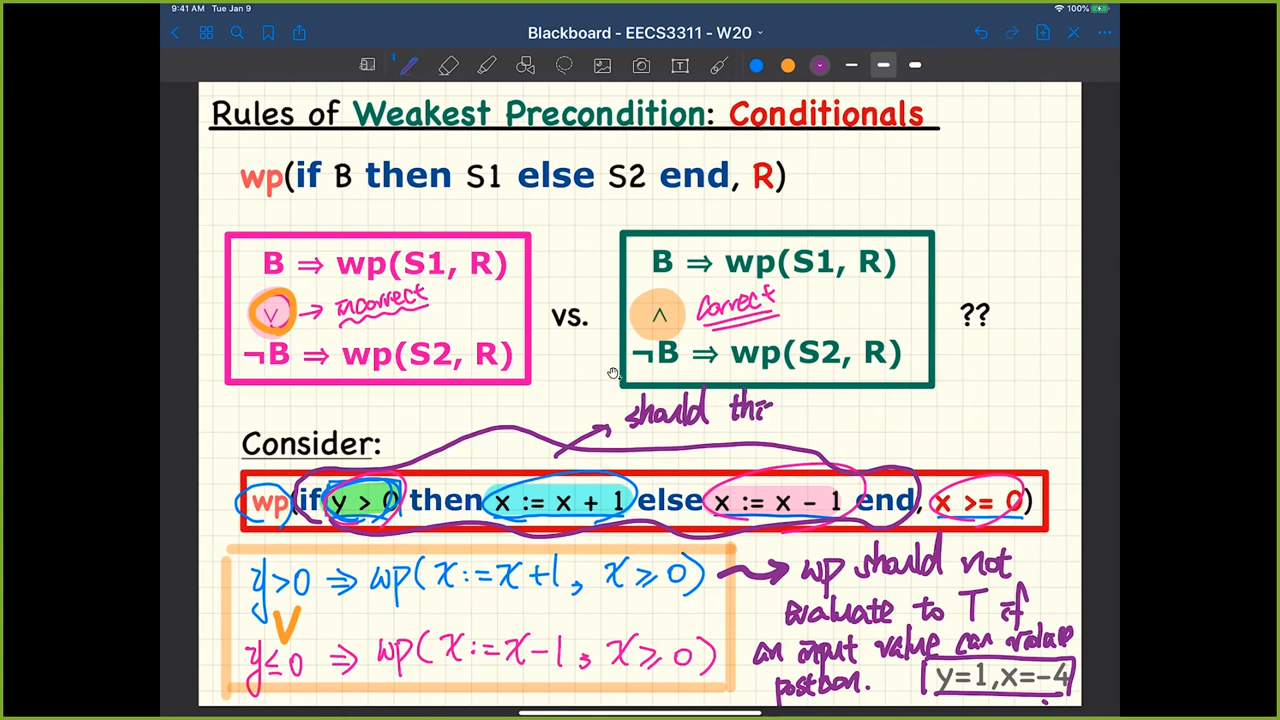 9:41 AM Tue Jan 9
100%
Blackboard - EECS3311 - W20
Rules of Weakest Precondition: Conditionals
wp(if B then S1 else S2 end, R)
B ⇒ wp(S1, R)
∨ → incorrect
¬B ⇒ wp(S2, R)
vs.
B ⇒ wp(S1, R)
∧ correct
¬B ⇒ wp(S2, R)
??
should this
Consider:
wp(if y > 0 then x := x + 1 else x := x - 1 end, x >= 0)
y>0 ⇒ wp(x:=x+1, x≥0)
∨
y≤0 ⇒ wp(x:=x-1, x≥0)
wp should not
evaluate to T if
an input value can violate
postcon.
y=1,x=-4